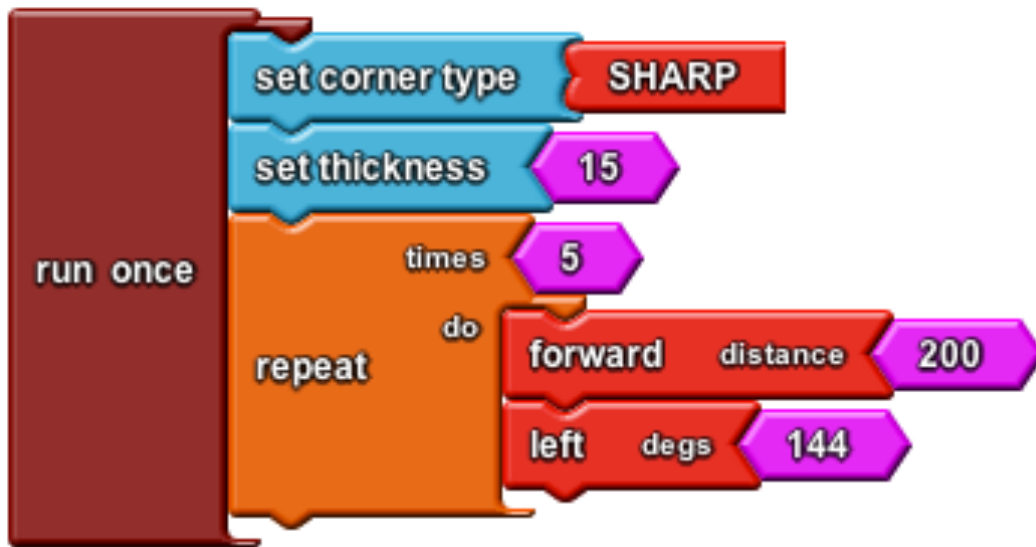 set corner type SHARP
set thickness 15
run once
times 5
do
repeat
forward distance 200
left degs 144